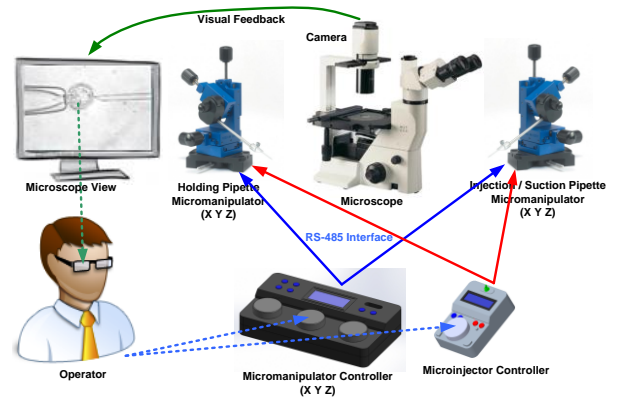 Visual Feedback
Camera
Microscope View
Holding Pipette
Micromanipulator
(X Y Z)
Microscope
Injection / Suction Pipette
Micromanipulator
(X Y Z)
RS-485 Interface
Operator
Micromanipulator Controller
(X Y Z)
Microinjector Controller